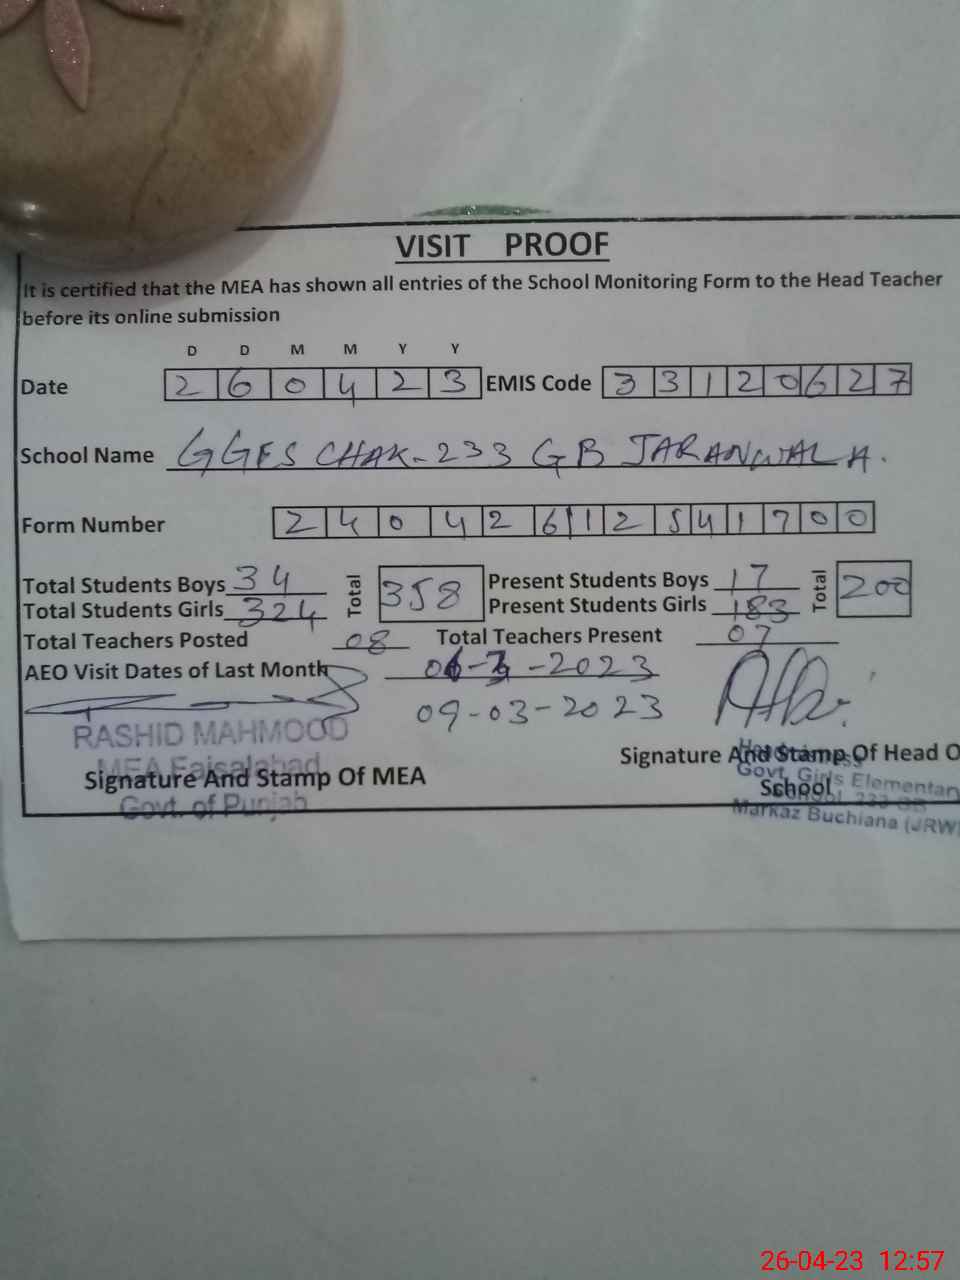 VISIT PROOF
It is certified that the MEA has shown all entries of the School Monitoring Form to the Head Teacher
before its online submission
D D M M Y Y
Date 2 6 0 4 2 3 EMIS Code 3 3 1 2 0 6 2 7
School Name GGES CHAK-233 GB JARANWALA.
Form Number 2 4 0 4 2 6 1 2 5 4 1 7 0 0
Total Students Boys 34 Total 358 Present Students Boys 17 Total 200
Total Students Girls 324 Present Students Girls 183
Total Teachers Posted 08 Total Teachers Present 07
AEO Visit Dates of Last Month -2023
09-03-2023
RASHID MAHMOOD
MEA Faisalabad
Govt. of Punjab
Signature And Stamp Of MEA
Signature And Stamp Of Head O
School
Govt. Girls Elementary
School 233 GB
Markaz Buchiana (JRW)
26-04-23 12:57